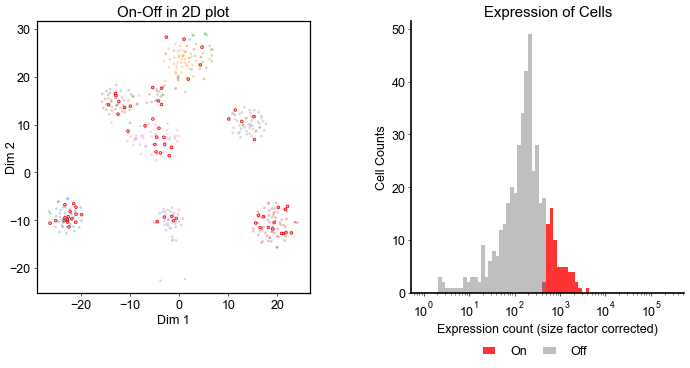 On-Off in 2D plot
30
20
10
0
−10
−20
Dim 2
−20 −10 0 10 20
Dim 1
Expression of Cells
50
40
30
20
10
0
Cell Counts
10^0 10^1 10^2 10^3 10^4 10^5
Expression count (size factor corrected)
On Off